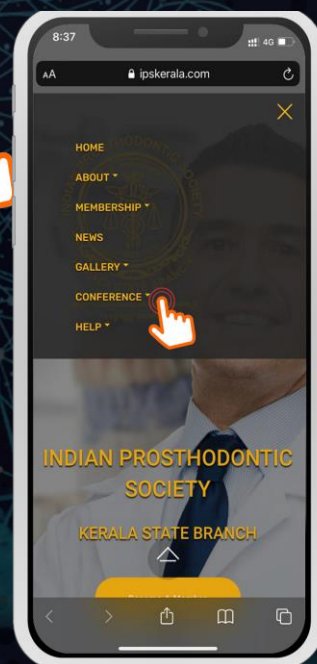 8:37
4G
AA
ipskerala.com
HOME
ABOUT
MEMBERSHIP
NEWS
GALLERY
CONFERENCE
HELP
INDIAN PROSTHODONTIC
SOCIETY
KERALA STATE BRANCH